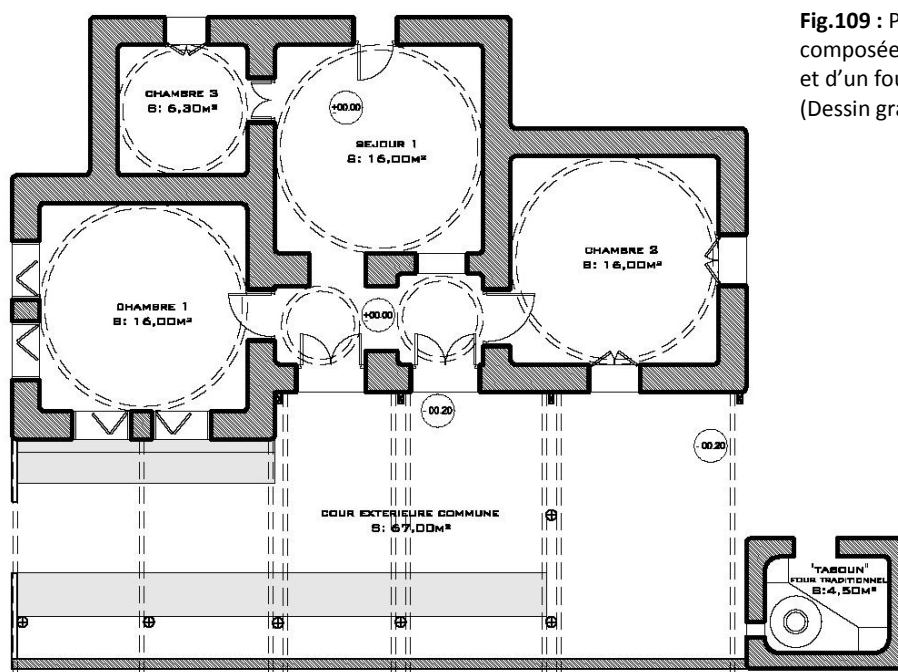 Fig.109 : P
composée
et d’un fou
(Dessin gra
CHAMBRE 3
S: 6,30M²
+00.00
SEJOUR 1
S: 16,00M²
CHAMBRE 2
S: 16,00M²
CHAMBRE 1
S: 16,00M²
+00.00
- 00.20
- 00.20
COUR EXTERIEURE COMMUNE
S: 67,00M²
"TABOUN"
FOUR TRADITIONNEL
S:4,50M²